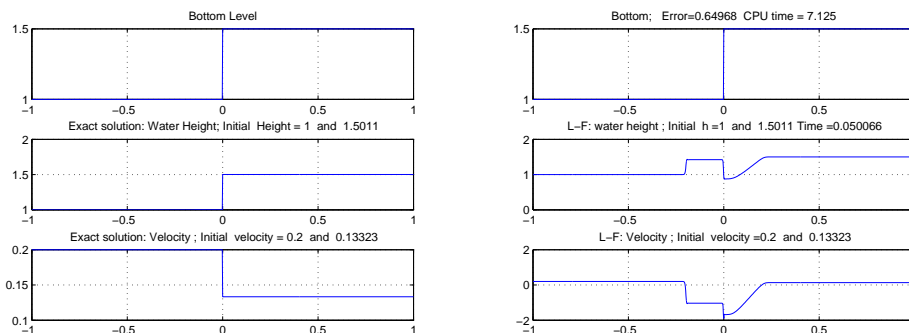 Bottom Level
1.5
1
−1 −0.5 0 0.5 1
Exact solution: Water Height; Initial Height = 1 and 1.5011
2
1.5
1
−1 −0.5 0 0.5 1
Exact solution: Velocity ; Initial velocity = 0.2 and 0.13323
0.2
0.15
0.1
−1 −0.5 0 0.5 1
Bottom; Error=0.64968 CPU time = 7.125
1.5
1
−1 −0.5 0 0.5
L−F: water height ; Initial h =1 and 1.5011 Time =0.050066
2
1
0
−1 −0.5 0 0.5
L−F: Velocity ; Initial velocity =0.2 and 0.13323
2
0
−2
−1 −0.5 0 0.5